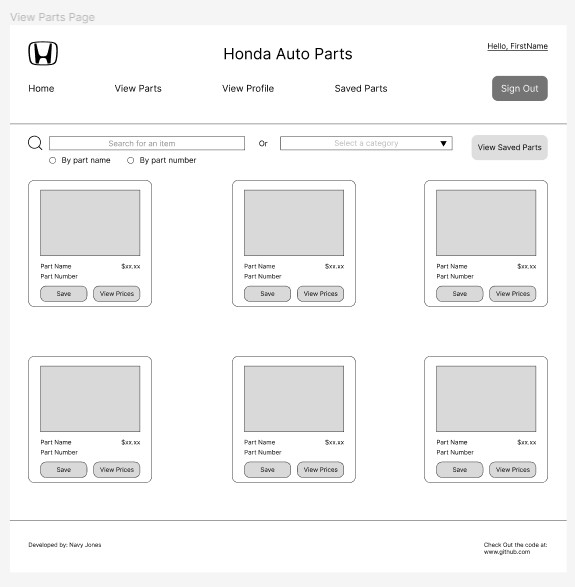 View Parts Page
Honda Auto Parts
Hello, FirstName
Home View Parts View Profile Saved Parts Sign Out
Search for an item Or Select a category View Saved Parts
By part name By part number
Part Name $xx.xx Part Name $xx.xx Part Name $xx.xx
Part Number Part Number Part Number
Save View Prices Save View Prices Save View Prices
Part Name $xx.xx Part Name $xx.xx Part Name $xx.xx
Part Number Part Number Part Number
Save View Prices Save View Prices Save View Prices
Developed by: Navy Jones
Check Out the code at:
www.github.com